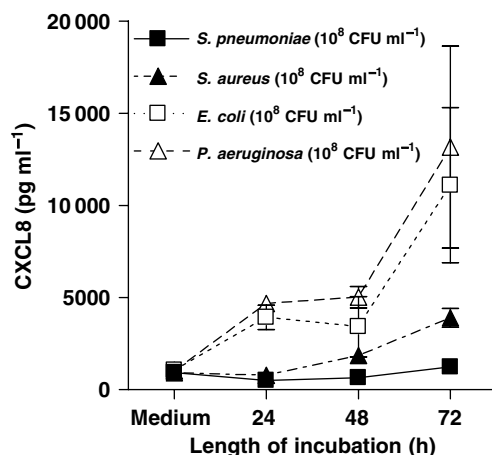 20 000
15 000
10 000
5000
0
CXCL8 (pg ml⁻¹)
S. pneumoniae (10⁸ CFU ml⁻¹)
S. aureus (10⁸ CFU ml⁻¹)
E. coli (10⁸ CFU ml⁻¹)
P. aeruginosa (10⁸ CFU ml⁻¹)
Medium 24 48 72
Length of incubation (h)